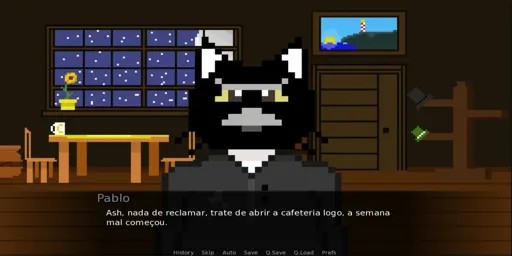 Pablo
Ash, nada de reclamar, trate de abrir a cafeteria logo, a semana
mal começou.
History Skip Auto Save Q.Save Q.Load Prefs